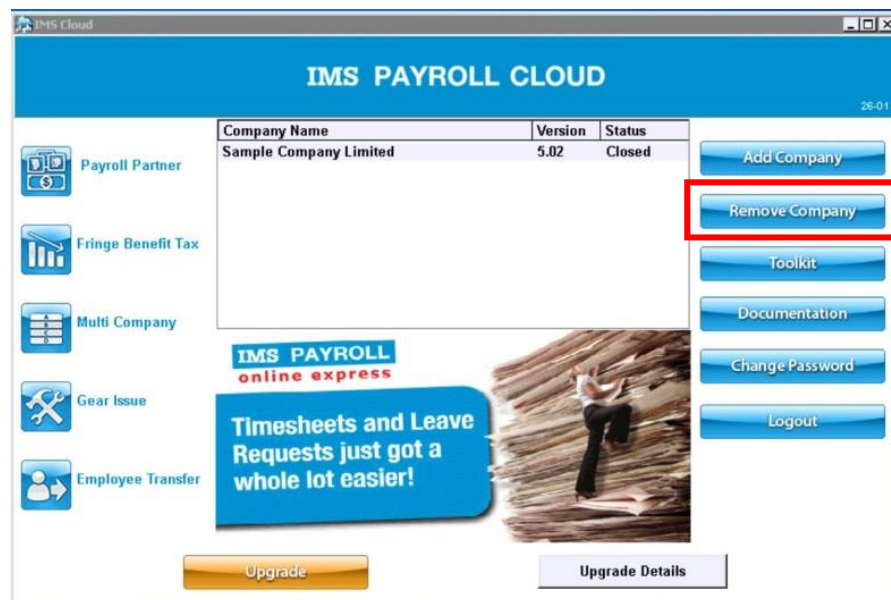 IMS Cloud
IMS PAYROLL CLOUD
26-01
Company Name Version Status
Sample Company Limited 5.02 Closed
Payroll Partner
Fringe Benefit Tax
Multi Company
Gear Issue
Employee Transfer
Add Company
Remove Company
Toolkit
Documentation
Change Password
Logout
IMS PAYROLL
online express
Timesheets and Leave
Requests just got a
whole lot easier!
Upgrade
Upgrade Details